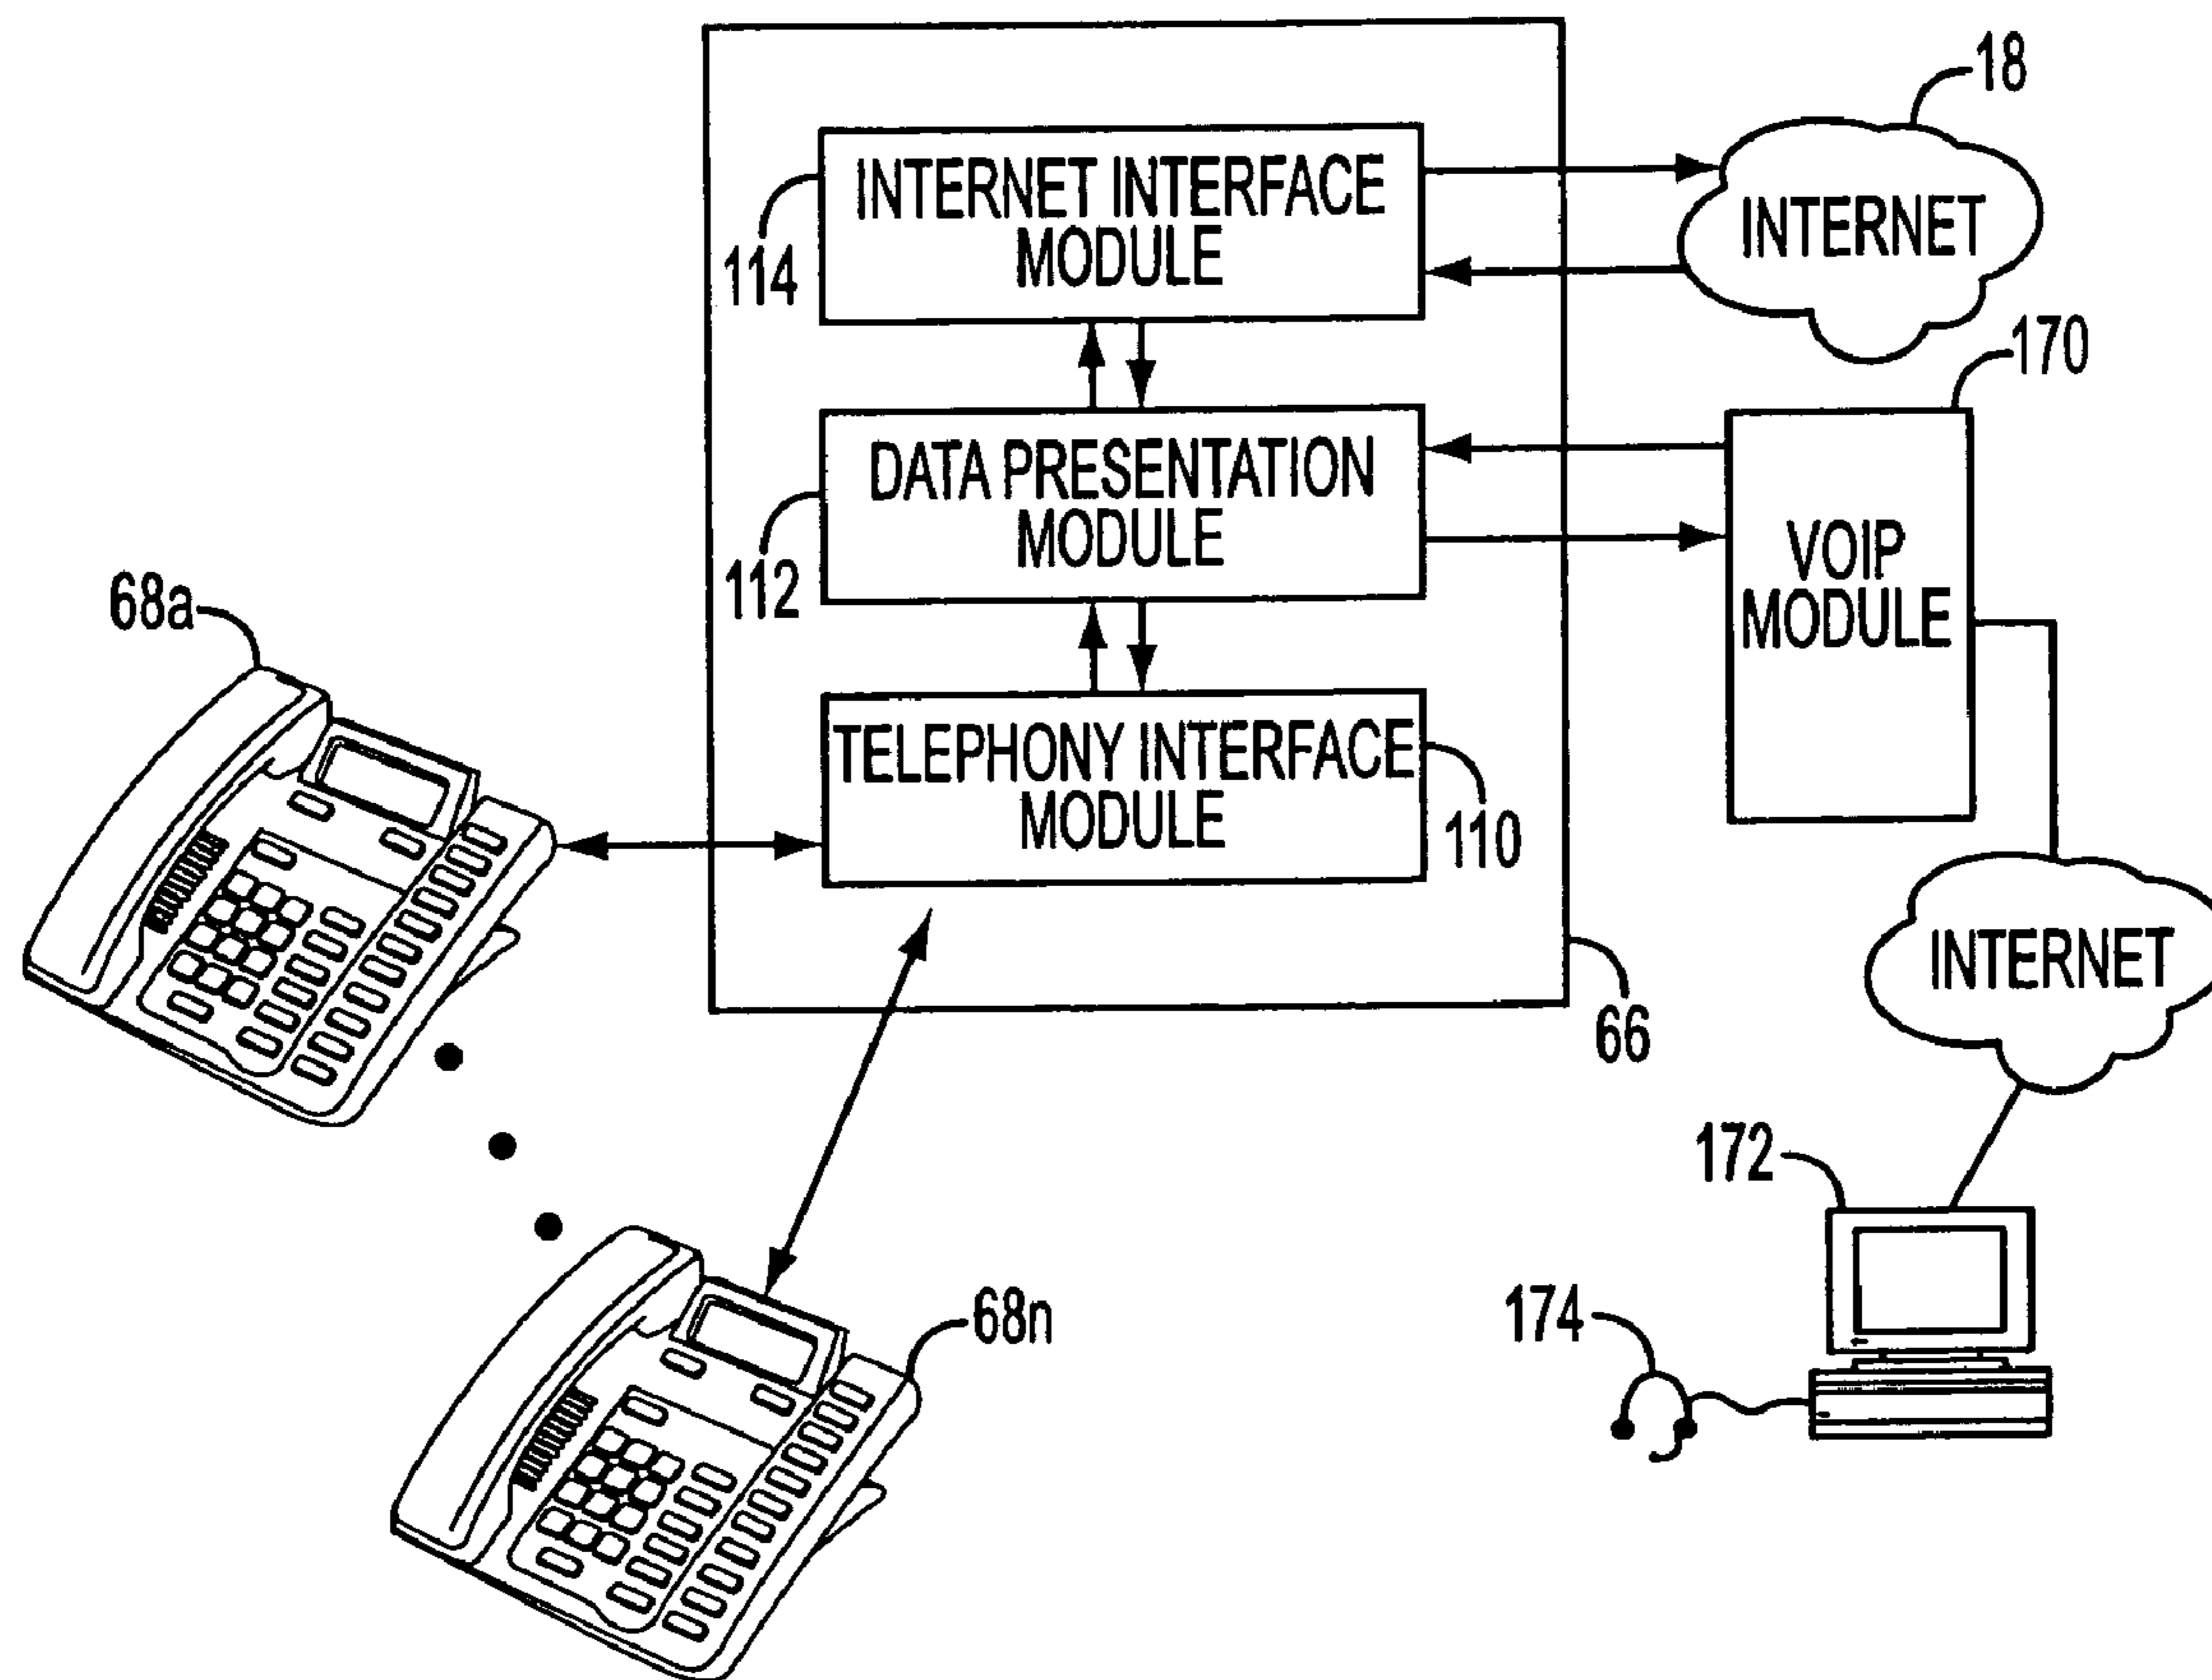 18
INTERNET INTERFACE
MODULE
114
INTERNET
170
DATA PRESENTATION
MODULE
112
VOIP
MODULE
68a
TELEPHONY INTERFACE
MODULE
110
INTERNET
66
172
174
68n